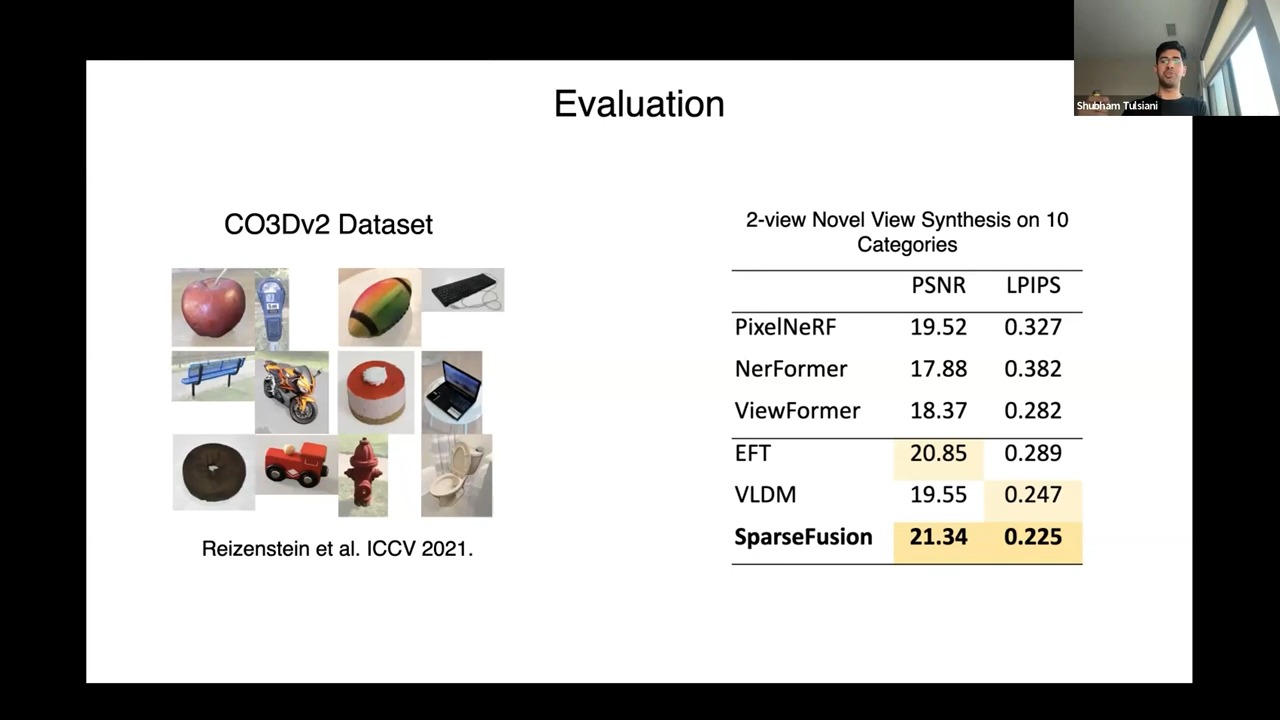 Evaluation
Shubham Tulsiani
CO3Dv2 Dataset
Reizenstein et al. ICCV 2021.
2-view Novel View Synthesis on 10
Categories
PSNR LPIPS
PixelNeRF 19.52 0.327
NerFormer 17.88 0.382
ViewFormer 18.37 0.282
EFT 20.85 0.289
VLDM 19.55 0.247
SparseFusion 21.34 0.225